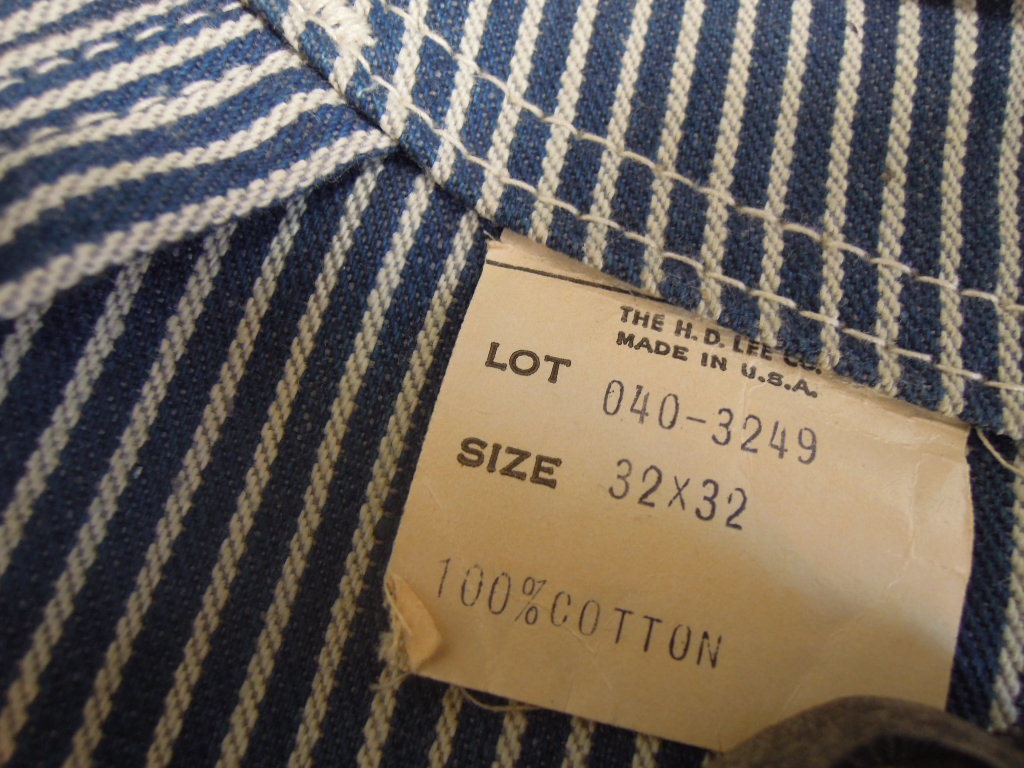 THE H. D. LEE CO.
MADE IN U.S.A.
LOT 040-3249
SIZE 32X32
100%COTTON